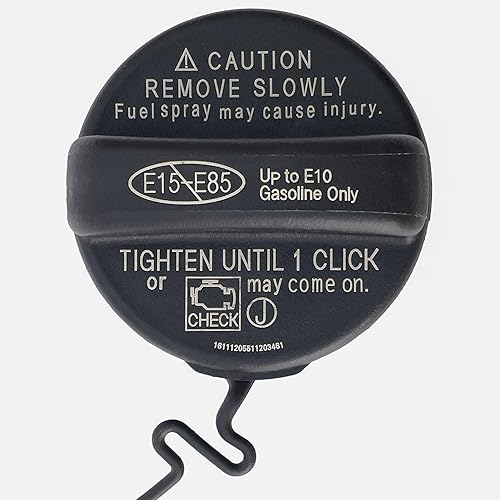 ⚠ CAUTION
REMOVE SLOWLY
Fuel spray may cause injury.
E15-E85 Up to E10
Gasoline Only
TIGHTEN UNTIL 1 CLICK
or CHECK may come on.
J
16111205511203461